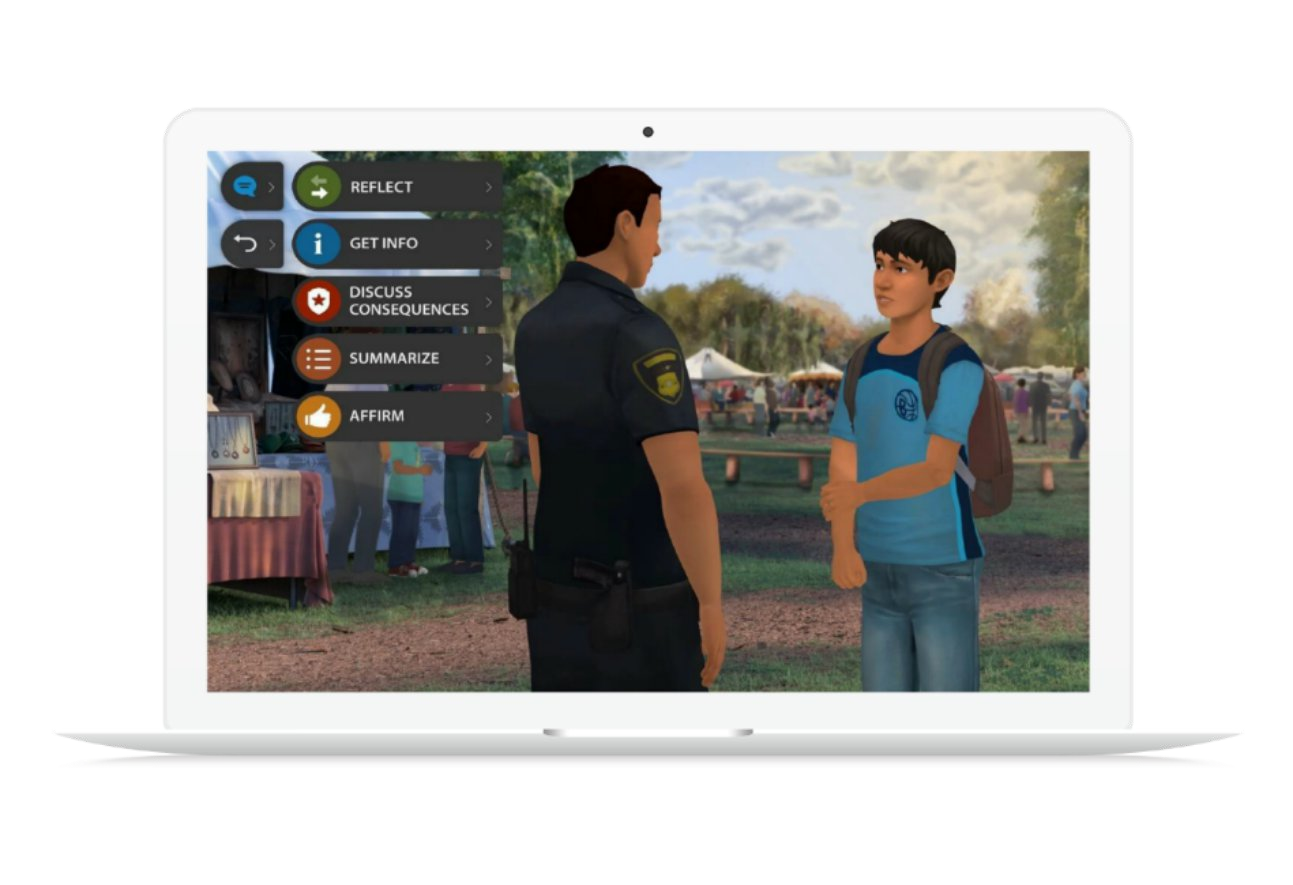 REFLECT
GET INFO
DISCUSS
CONSEQUENCES
SUMMARIZE
AFFIRM